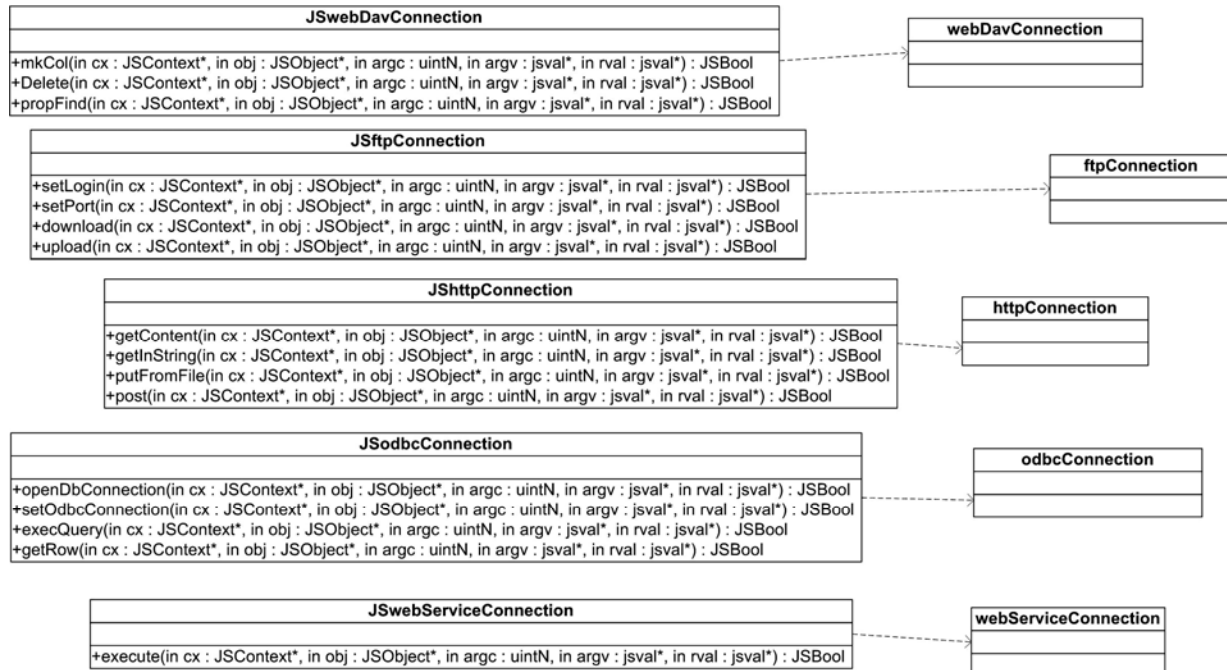 JSwebDavConnection
+mkCol(in cx : JSContext*, in obj : JSObject*, in argc : uintN, in argv : jsval*, in rval : jsval*) : JSBool
+Delete(in cx : JSContext*, in obj : JSObject*, in argc : uintN, in argv : jsval*, in rval : jsval*) : JSBool
+propFind(in cx : JSContext*, in obj : JSObject*, in argc : uintN, in argv : jsval*, in rval : jsval*) : JSBool
webDavConnection
JSftpConnection
+setLogin(in cx : JSContext*, in obj : JSObject*, in argc : uintN, in argv : jsval*, in rval : jsval*) : JSBool
+setPort(in cx : JSContext*, in obj : JSObject*, in argc : uintN, in argv : jsval*, in rval : jsval*) : JSBool
+download(in cx : JSContext*, in obj : JSObject*, in argc : uintN, in argv : jsval*, in rval : jsval*) : JSBool
+upload(in cx : JSContext*, in obj : JSObject*, in argc : uintN, in argv : jsval*, in rval : jsval*) : JSBool
ftpConnection
JShttpConnection
+getContent(in cx : JSContext*, in obj : JSObject*, in argc : uintN, in argv : jsval*, in rval : jsval*) : JSBool
+getInString(in cx : JSContext*, in obj : JSObject*, in argc : uintN, in argv : jsval*, in rval : jsval*) : JSBool
+putFromFile(in cx : JSContext*, in obj : JSObject*, in argc : uintN, in argv : jsval*, in rval : jsval*) : JSBool
+post(in cx : JSContext*, in obj : JSObject*, in argc : uintN, in argv : jsval*, in rval : jsval*) : JSBool
httpConnection
JSodbcConnection
+openDbConnection(in cx : JSContext*, in obj : JSObject*, in argc : uintN, in argv : jsval*, in rval : jsval*) : JSBool
+setOdbcConnection(in cx : JSContext*, in obj : JSObject*, in argc : uintN, in argv : jsval*, in rval : jsval*) : JSBool
+execQuery(in cx : JSContext*, in obj : JSObject*, in argc : uintN, in argv : jsval*, in rval : jsval*) : JSBool
+getRow(in cx : JSContext*, in obj : JSObject*, in argc : uintN, in argv : jsval*, in rval : jsval*) : JSBool
odbcConnection
JSwebServiceConnection
+execute(in cx : JSContext*, in obj : JSObject*, in argc : uintN, in argv : jsval*, in rval : jsval*) : JSBool
webServiceConnection